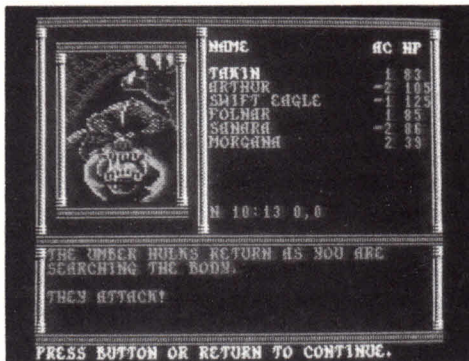 NAME AC HP
TAKIN 1 83
ARTHUR -2 105
SWIFT EAGLE -1 125
FOLNAR 1 85
SANARA -2 86
MORGANA 2 39
N 10:13 0,0
THE UMBER HULKS RETURN AS YOU ARE
SEARCHING THE BODY.
THEY ATTACK!
PRESS BUTTON OR RETURN TO CONTINUE.